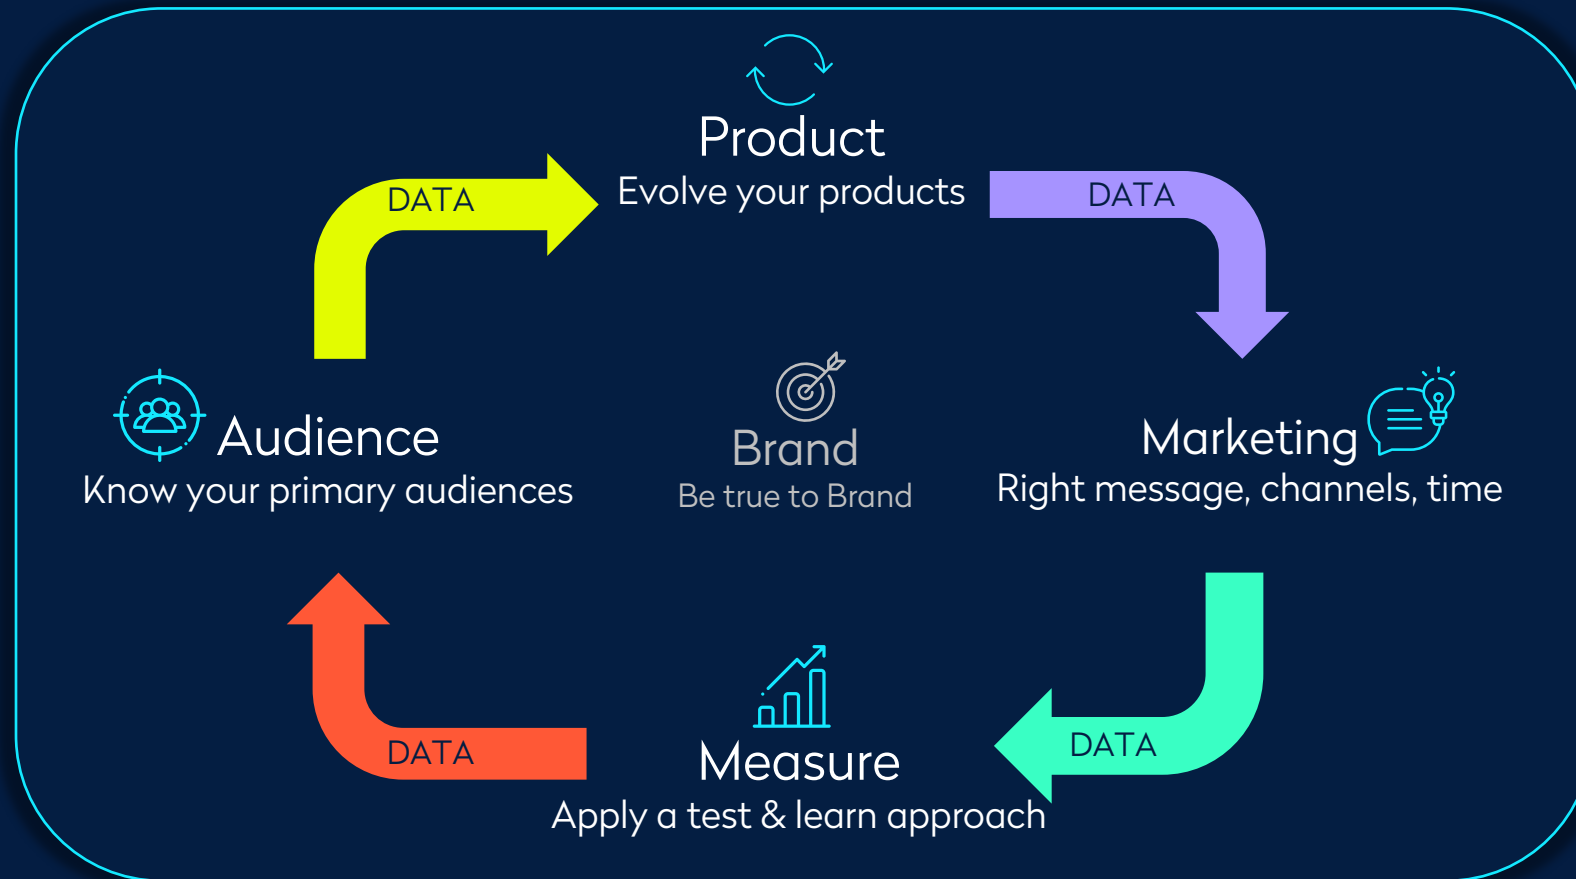 Product
Evolve your products
DATA
DATA
Audience
Know your primary audiences
Brand
Be true to Brand
Marketing
Right message, channels, time
DATA
DATA
Measure
Apply a test & learn approach